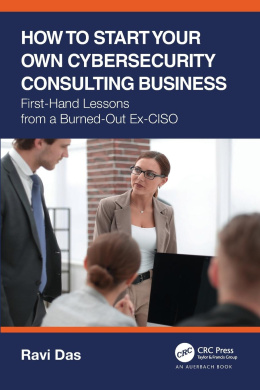 HOW TO START YOUR
OWN CYBERSECURITY
CONSULTING BUSINESS
First-Hand Lessons
from a Burned-Out Ex-CISO
Ravi Das
CRC
CRC Press
Taylor & Francis Group
AN AUERBACH BOOK